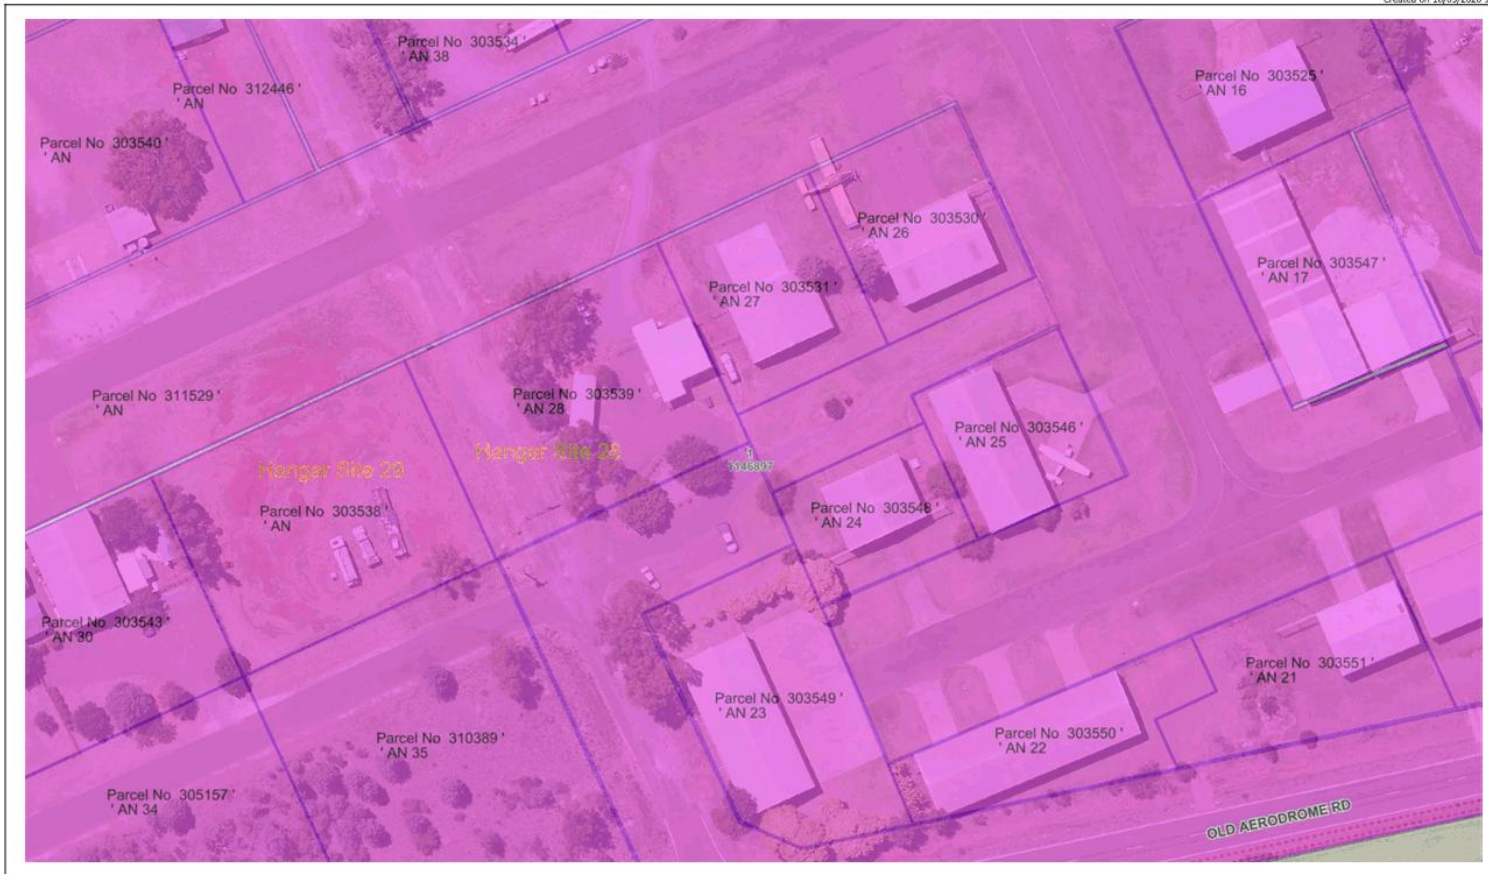 Created on
Parcel No 303534 '
' AN 38
Parcel No 303525 '
' AN 16
Parcel No 312446 '
' AN
Parcel No 303540 '
' AN
Parcel No 303530 '
' AN 26
Parcel No 303547 '
' AN 17
Parcel No 303531 '
' AN 27
Parcel No 311529 '
' AN
Parcel No 303539 '
' AN 28
Parcel No 303546 '
' AN 25
Hangar Site 28
1
1146897
Hangar Site 29
Parcel No 303538 '
' AN
Parcel No 303548 '
' AN 24
Parcel No 303543 '
' AN 30
Parcel No 303551 '
' AN 21
Parcel No 303549 '
' AN 23
Parcel No 310389 '
' AN 35
Parcel No 303550 '
' AN 22
Parcel No 305157 '
' AN 34
OLD AERODROME RD